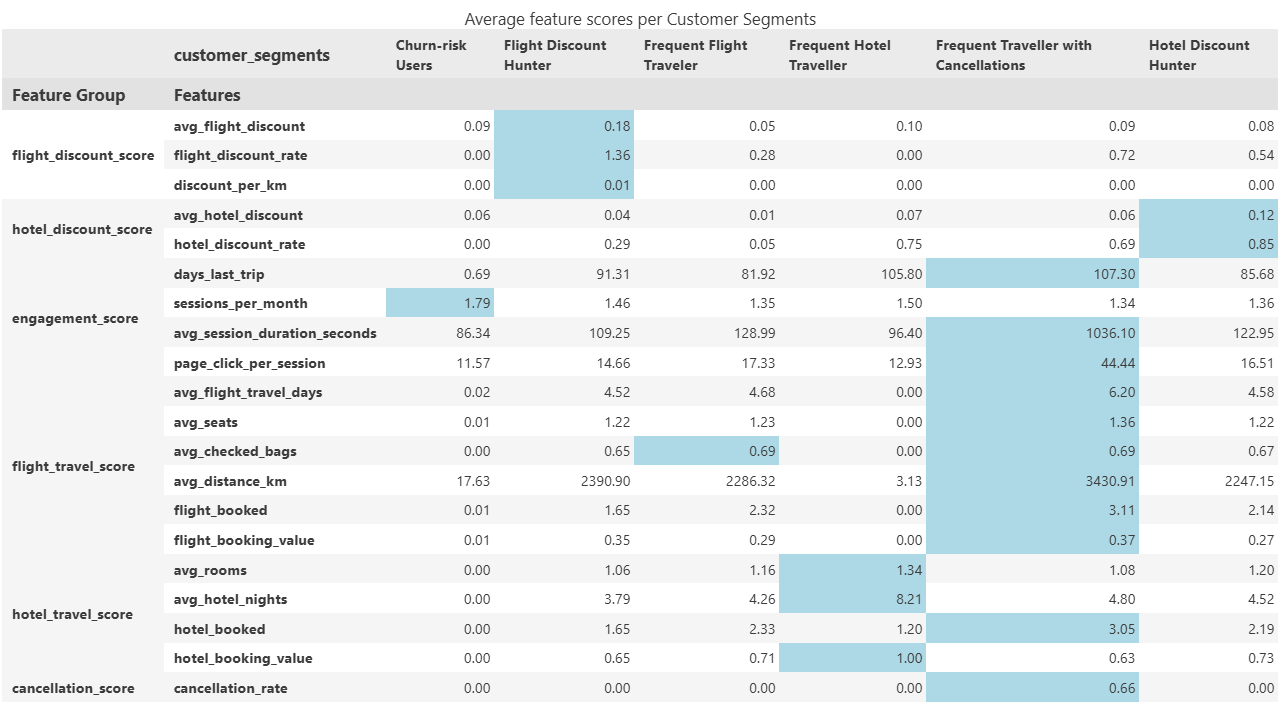 Average feature scores per Customer Segments
customer_segments Churn-risk Users Flight Discount Hunter Frequent Flight Traveler Frequent Hotel Traveller Frequent Traveller with Cancellations Hotel Discount Hunter
Feature Group Features
flight_discount_score avg_flight_discount 0.09 0.18 0.05 0.10 0.09 0.08
flight_discount_rate 0.00 1.36 0.28 0.00 0.72 0.54
discount_per_km 0.00 0.01 0.00 0.00 0.00 0.00
hotel_discount_score avg_hotel_discount 0.06 0.04 0.01 0.07 0.06 0.12
hotel_discount_rate 0.00 0.29 0.05 0.75 0.69 0.85
engagement_score days_last_trip 0.69 91.31 81.92 105.80 107.30 85.68
sessions_per_month 1.79 1.46 1.35 1.50 1.34 1.36
avg_session_duration_seconds 86.34 109.25 128.99 96.40 1036.10 122.95
page_click_per_session 11.57 14.66 17.33 12.93 44.44 16.51
flight_travel_score avg_flight_travel_days 0.02 4.52 4.68 0.00 6.20 4.58
avg_seats 0.01 1.22 1.23 0.00 1.36 1.22
avg_checked_bags 0.00 0.65 0.69 0.00 0.69 0.67
avg_distance_km 17.63 2390.90 2286.32 3.13 3430.91 2247.15
flight_booked 0.01 1.65 2.32 0.00 3.11 2.14
flight_booking_value 0.01 0.35 0.29 0.00 0.37 0.27
hotel_travel_score avg_rooms 0.00 1.06 1.16 1.34 1.08 1.20
avg_hotel_nights 0.00 3.79 4.26 8.21 4.80 4.52
hotel_booked 0.00 1.65 2.33 1.20 3.05 2.19
hotel_booking_value 0.00 0.65 0.71 1.00 0.63 0.73
cancellation_score cancellation_rate 0.00 0.00 0.00 0.00 0.66 0.00